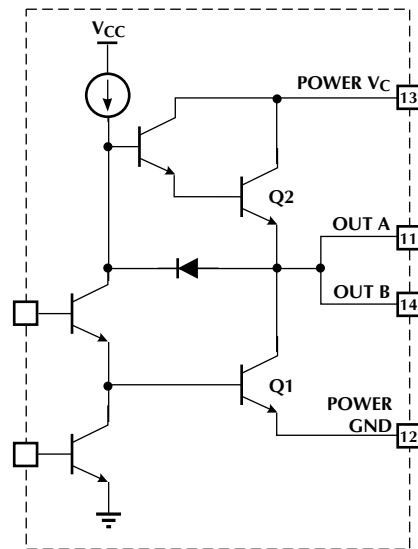 VCC
POWER VC
13
Q2
OUT A
11
OUT B
14
Q1
POWER
GND
12